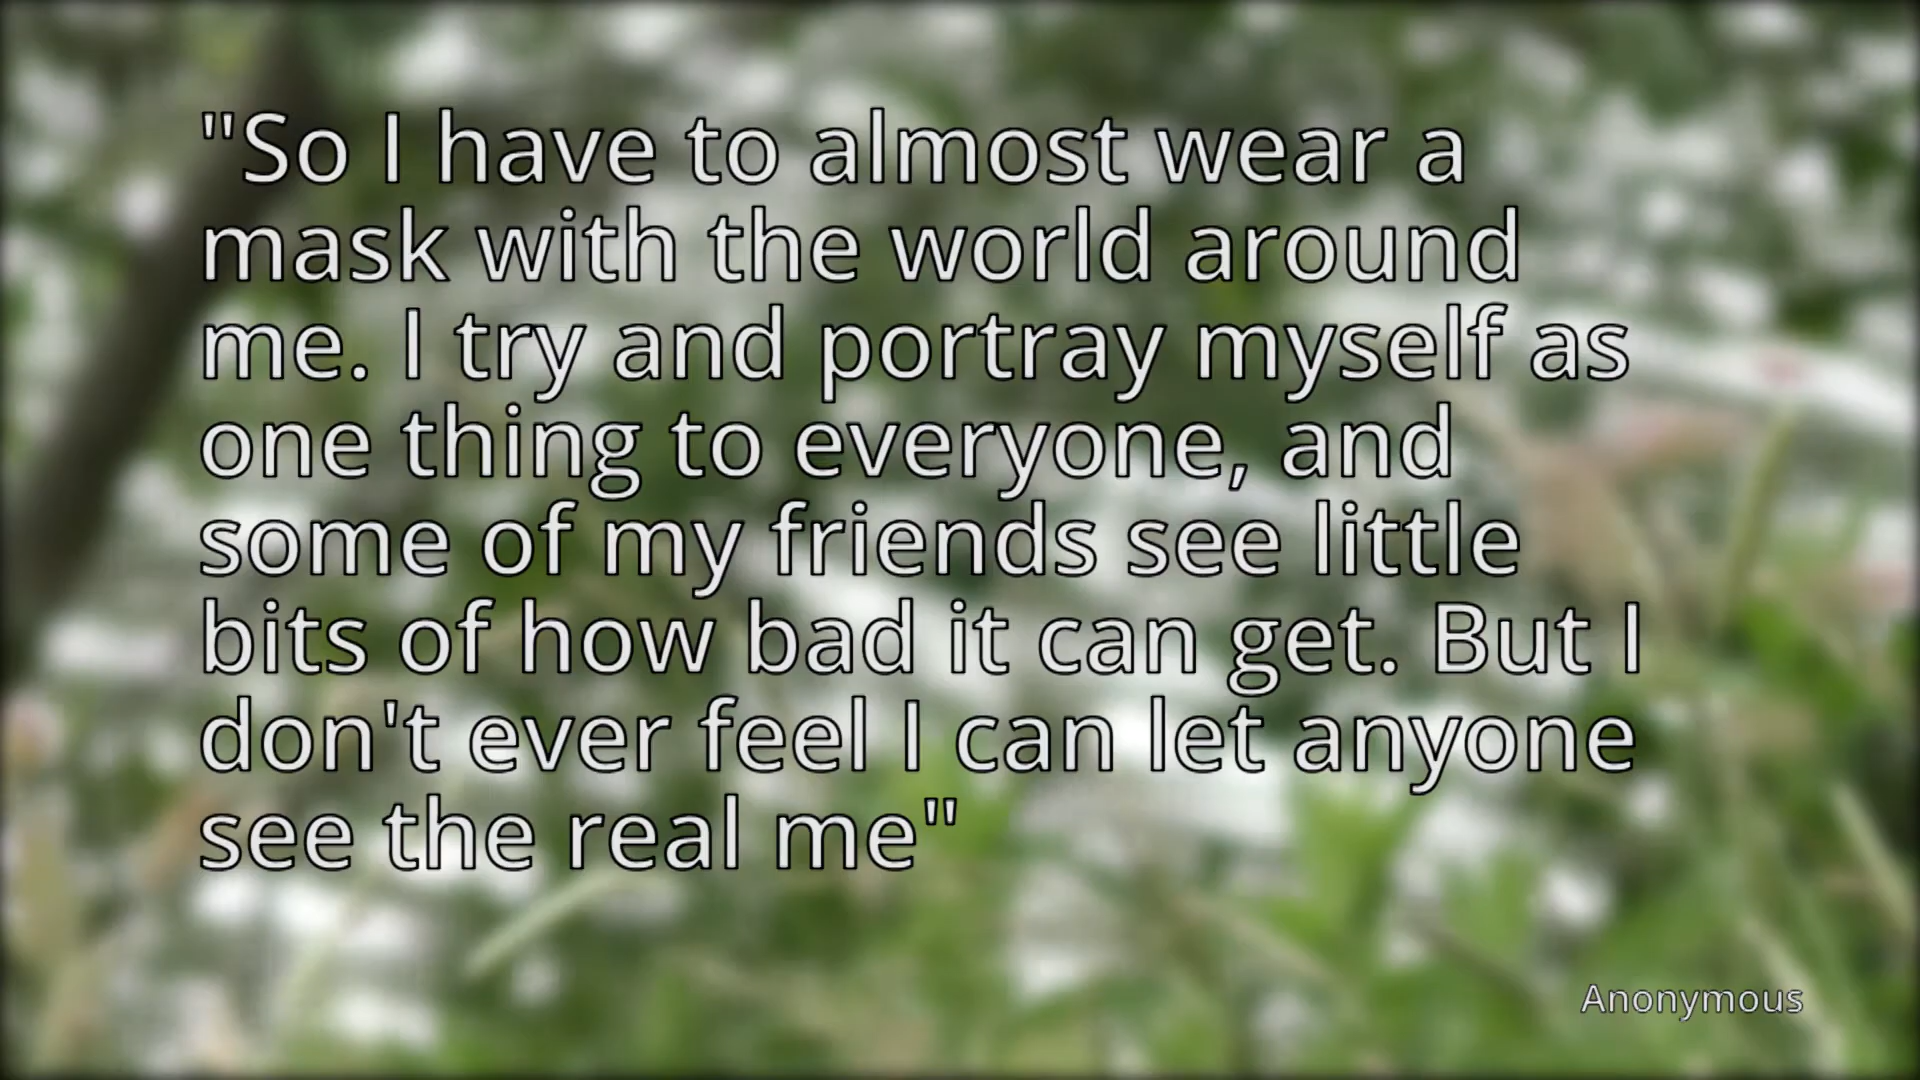 "So I have to almost wear a
mask with the world around
me. I try and portray myself as
one thing to everyone, and
some of my friends see little
bits of how bad it can get. But I
don't ever feel I can let anyone
see the real me"
Anonymous